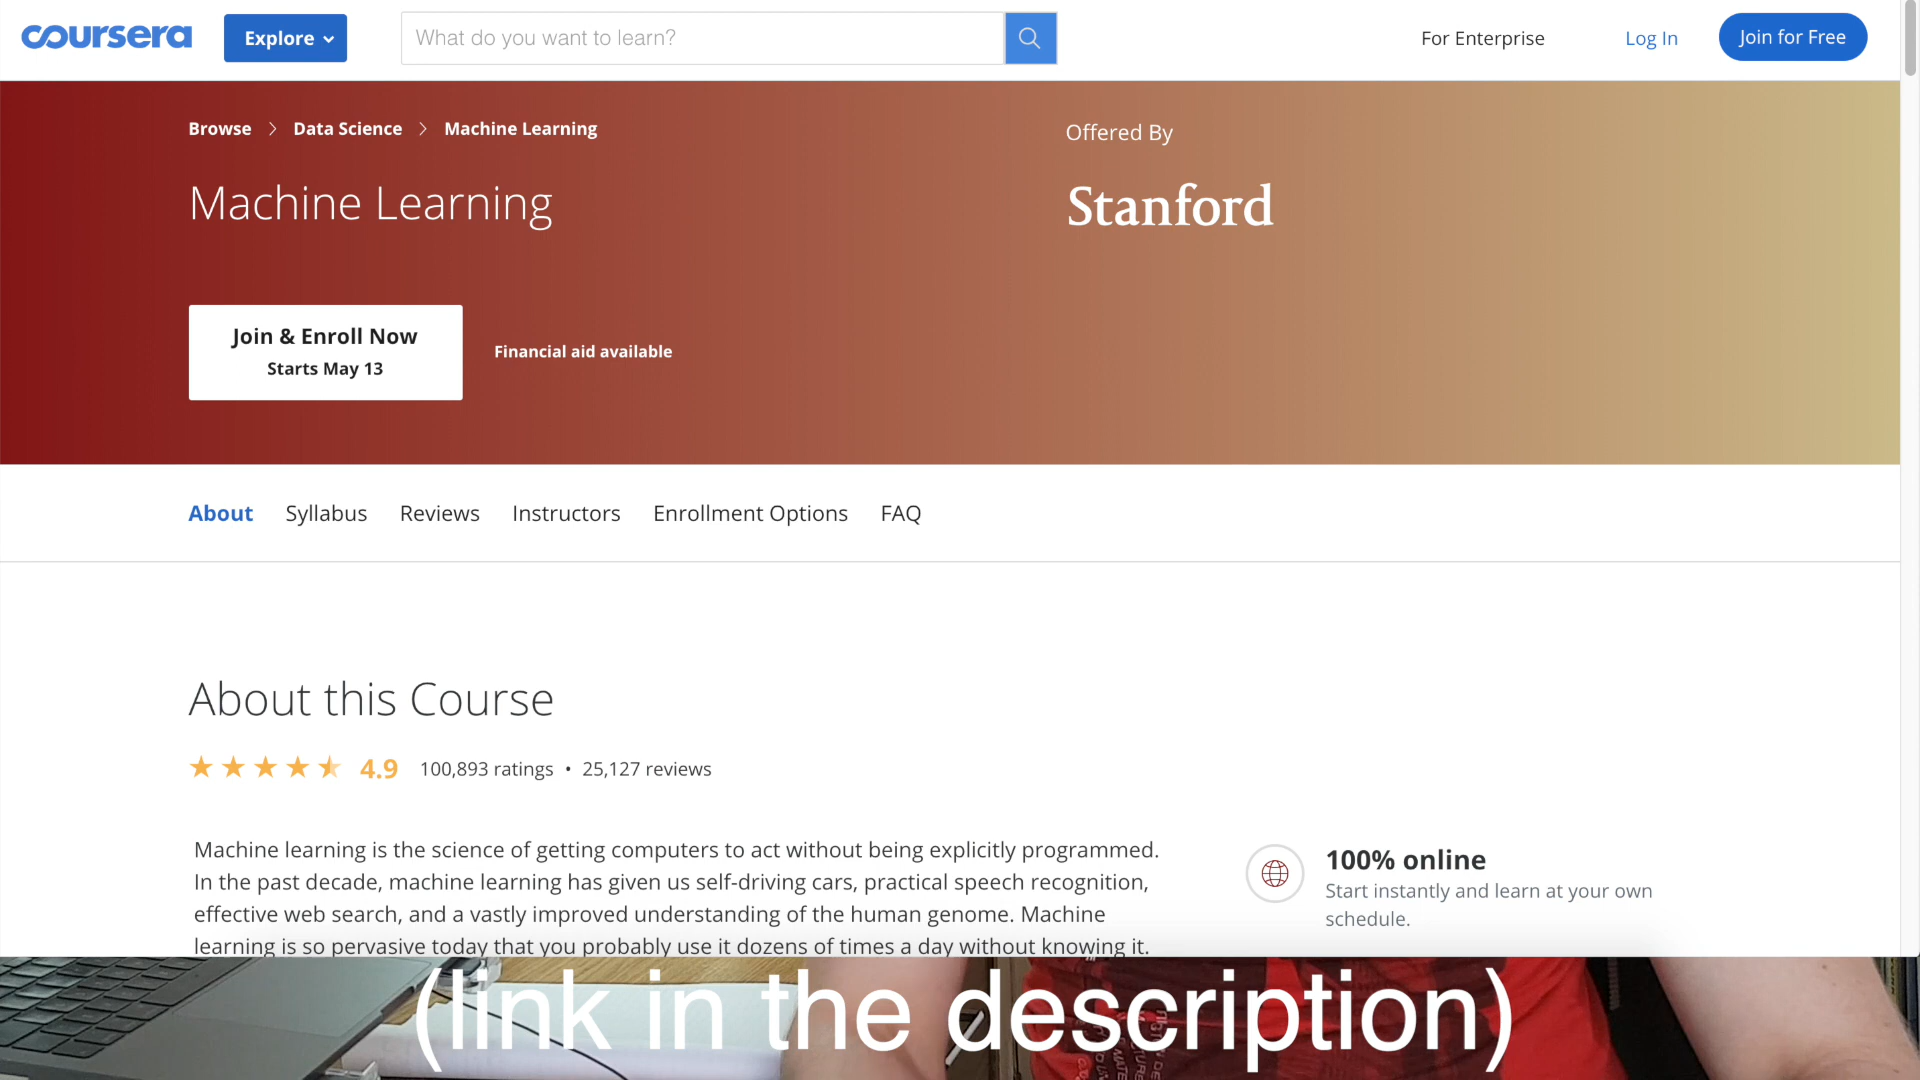 coursera
Explore
What do you want to learn?
For Enterprise
Log In
Join for Free
Browse > Data Science > Machine Learning
Machine Learning
Offered By
Stanford
Join & Enroll Now
Starts May 13
Financial aid available
About
Syllabus
Reviews
Instructors
Enrollment Options
FAQ
About this Course
4.9
100,893 ratings • 25,127 reviews
Machine learning is the science of getting computers to act without being explicitly programmed.
In the past decade, machine learning has given us self-driving cars, practical speech recognition,
effective web search, and a vastly improved understanding of the human genome. Machine
learning is so pervasive today that you probably use it dozens of times a day without knowing it.
100% online
Start instantly and learn at your own
schedule.
(link in the description)